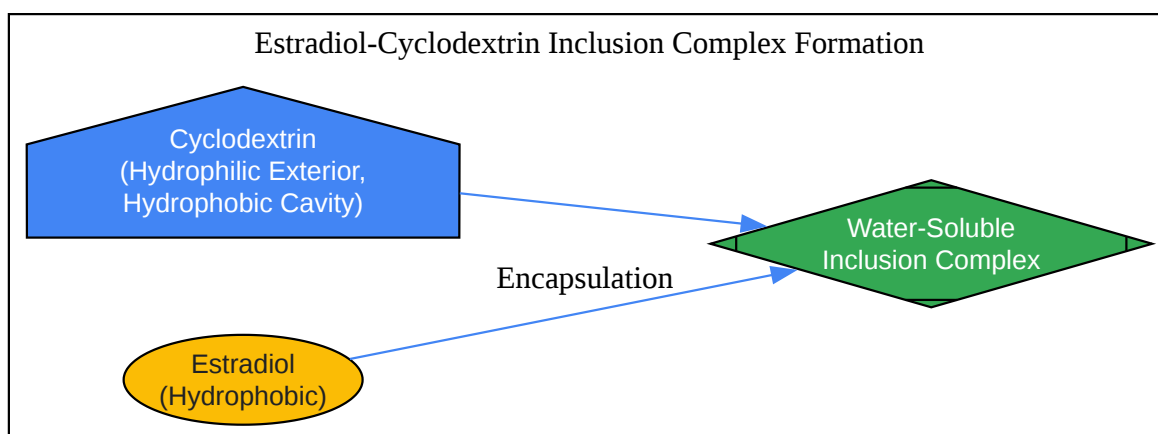 Estradiol-Cyclodextrin Inclusion Complex Formation
Cyclodextrin
(Hydrophilic Exterior,
Hydrophobic Cavity)
Water-Soluble
Inclusion Complex
Encapsulation
Estradiol
(Hydrophobic)